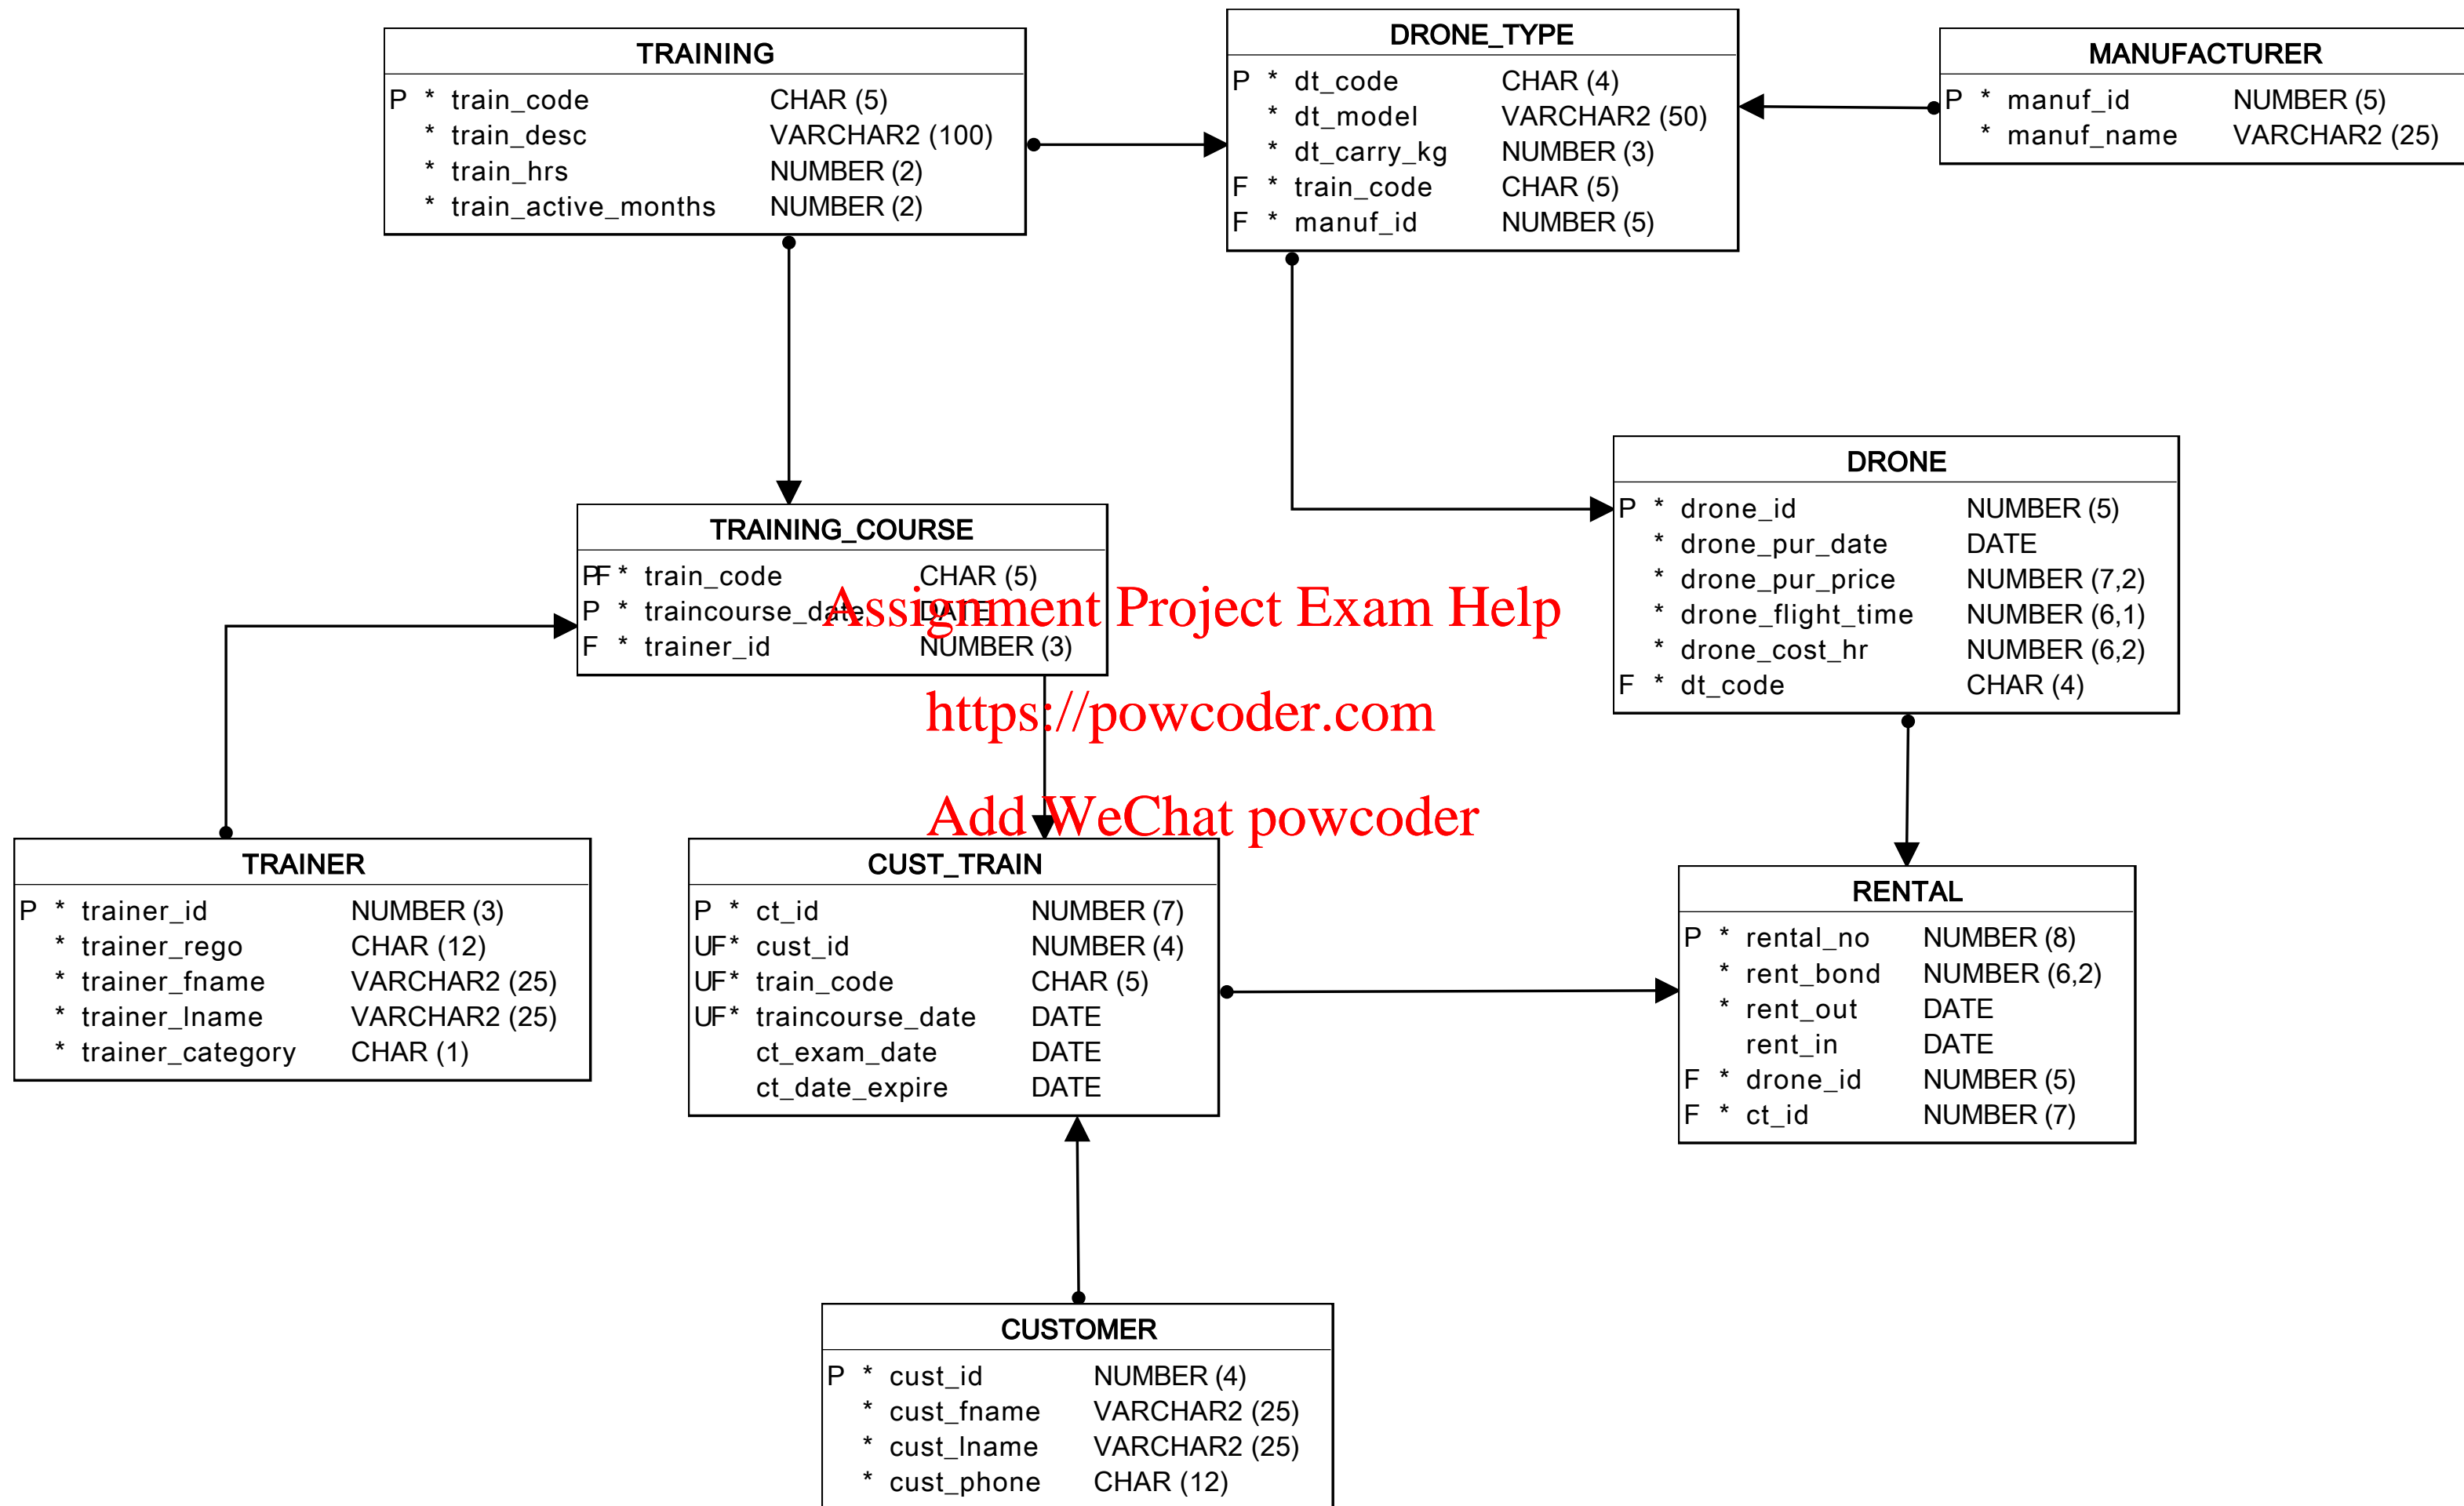 TRAINING
P * train_code CHAR (5)
* train_desc VARCHAR2 (100)
* train_hrs NUMBER (2)
* train_active_months NUMBER (2)
DRONE_TYPE
P * dt_code CHAR (4)
* dt_model VARCHAR2 (50)
* dt_carry_kg NUMBER (3)
F * train_code CHAR (5)
F * manuf_id NUMBER (5)
MANUFACTURER
P * manuf_id NUMBER (5)
* manuf_name VARCHAR2 (25)
DRONE
P * drone_id NUMBER (5)
* drone_pur_date DATE
* drone_pur_price NUMBER (7,2)
* drone_flight_time NUMBER (6,1)
* drone_cost_hr NUMBER (6,2)
F * dt_code CHAR (4)
TRAINING_COURSE
PF * train_code CHAR (5)
P * traincourse_date DATE
F * trainer_id NUMBER (3)
Assignment Project Exam Help
https://powcoder.com
Add WeChat powcoder
TRAINER
P * trainer_id NUMBER (3)
* trainer_rego CHAR (12)
* trainer_fname VARCHAR2 (25)
* trainer_lname VARCHAR2 (25)
* trainer_category CHAR (1)
CUST_TRAIN
P * ct_id NUMBER (7)
UF* cust_id NUMBER (4)
UF* train_code CHAR (5)
UF* traincourse_date DATE
ct_exam_date DATE
ct_date_expire DATE
RENTAL
P * rental_no NUMBER (8)
* rent_bond NUMBER (6,2)
* rent_out DATE
rent_in DATE
F * drone_id NUMBER (5)
F * ct_id NUMBER (7)
CUSTOMER
P * cust_id NUMBER (4)
* cust_fname VARCHAR2 (25)
* cust_lname VARCHAR2 (25)
* cust_phone CHAR (12)